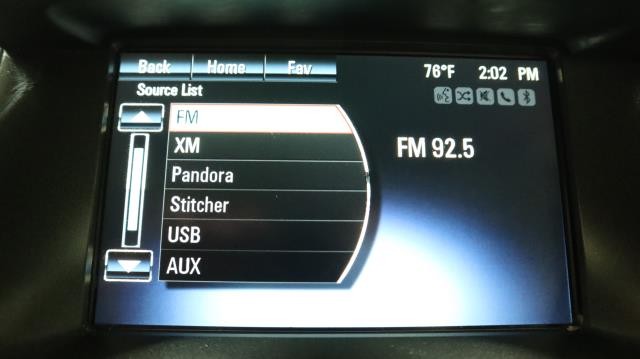 Back Home Fav 76°F 2:02 PM
Source List
FM
XM
FM 92.5
Pandora
Stitcher
USB
AUX